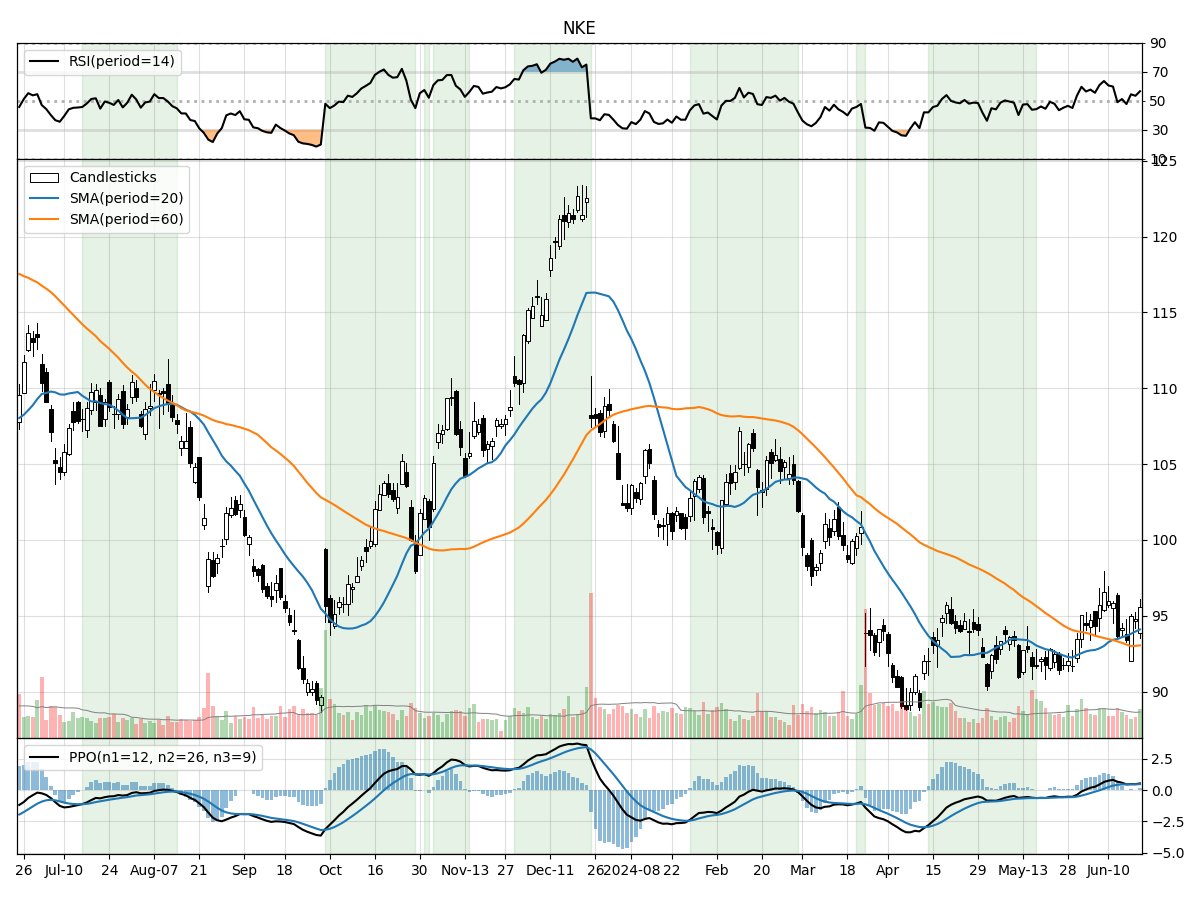 NKE
RSI(period=14)
90
70
50
30
10
Candlesticks
SMA(period=20)
SMA(period=60)
125
120
115
110
105
100
95
90
PPO(n1=12, n2=26, n3=9)
2.5
0.0
−2.5
−5.0
26 Jul-10 24 Aug-07 21 Sep 18 Oct 16 30 Nov-13 27 Dec-11 26 2024-08 22 Feb 20 Mar 18 Apr 15 29 May-13 28 Jun-10